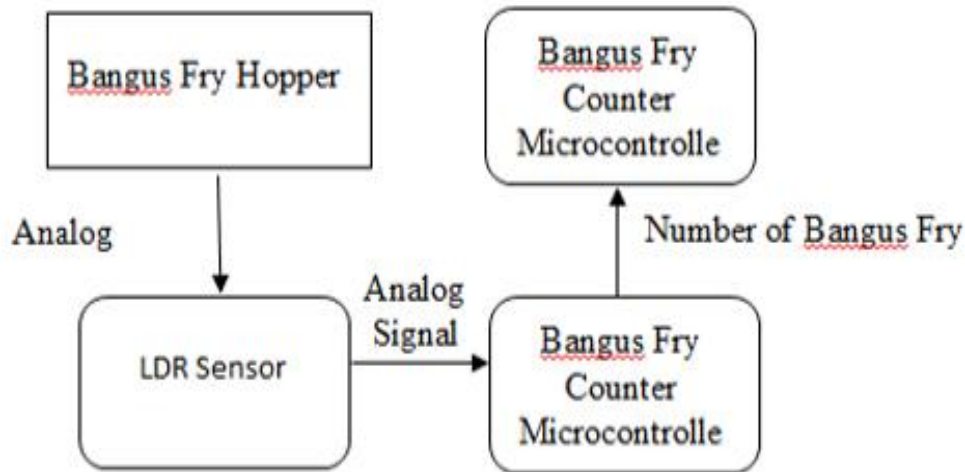 Bangus Fry Hopper
Bangus Fry
Counter
Microcontrolle
Analog
Number of Bangus Fry
LDR Sensor
Analog
Signal
Bangus Fry
Counter
Microcontrolle